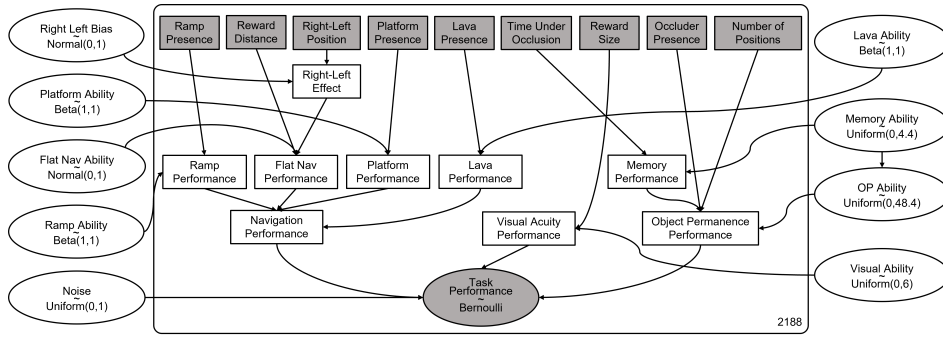 Right Left Bias
~
Normal(0,1)
Platform Ability
~
Beta(1,1)
Flat Nav Ability
~
Normal(0,1)
Ramp Ability
~
Beta(1,1)
Noise
~
Uniform(0,1)
Ramp
Presence
Reward
Distance
Right-Left
Position
Platform
Presence
Lava
Presence
Time Under
Occlusion
Reward
Size
Occluder
Presence
Number of
Positions
Right-Left
Effect
Ramp
Performance
Flat Nav
Performance
Platform
Performance
Lava
Performance
Memory
Performance
Navigation
Performance
Visual Acuity
Performance
Object Permanence
Performance
Task
Performance
~
Bernoulli
2188
Lava Ability
~
Beta(1,1)
Memory Ability
~
Uniform(0,4.4)
OP Ability
~
Uniform(0,48.4)
Visual Ability
~
Uniform(0,6)